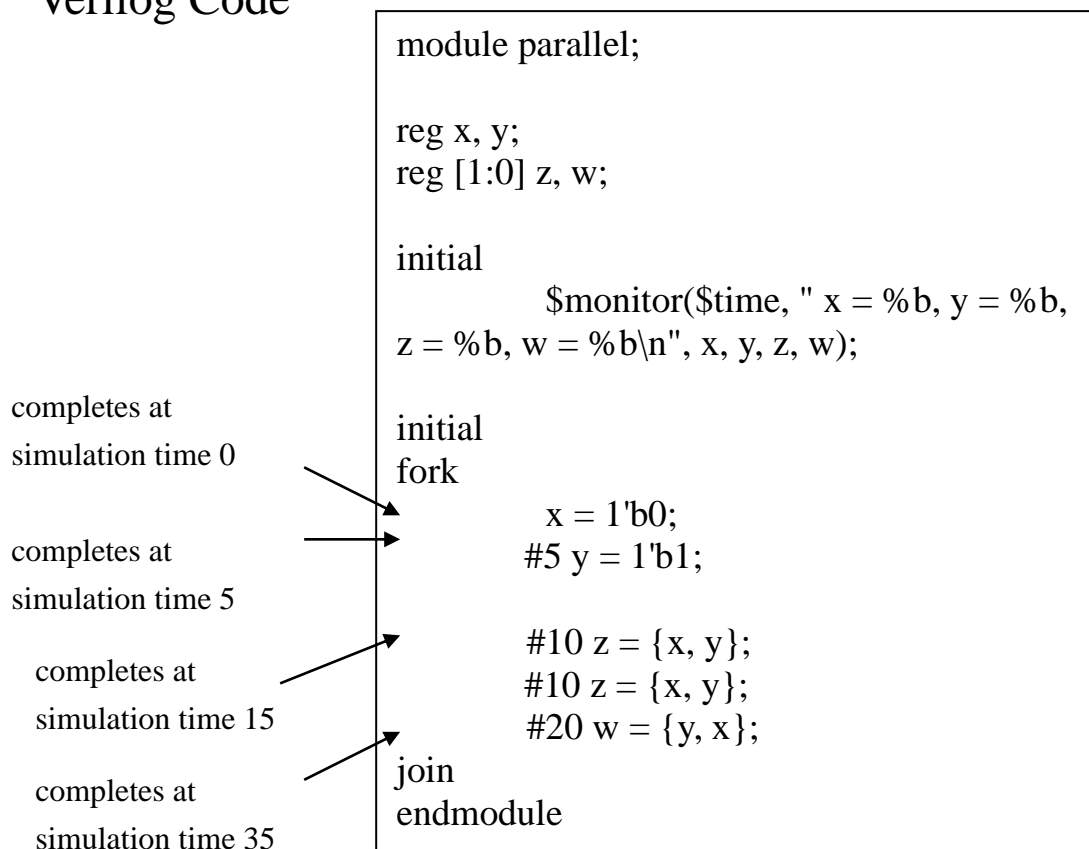 Verilog Code
module parallel;
reg x, y;
reg [1:0] z, w;
initial
$monitor($time, " x = %b, y = %b,
z = %b, w = %b\n", x, y, z, w);
initial
fork
x = 1'b0;
#5 y = 1'b1;
#10 z = {x, y};
#10 z = {x, y};
#20 w = {y, x};
join
endmodule
completes at
simulation time 0
completes at
simulation time 5
completes at
simulation time 15
completes at
simulation time 35